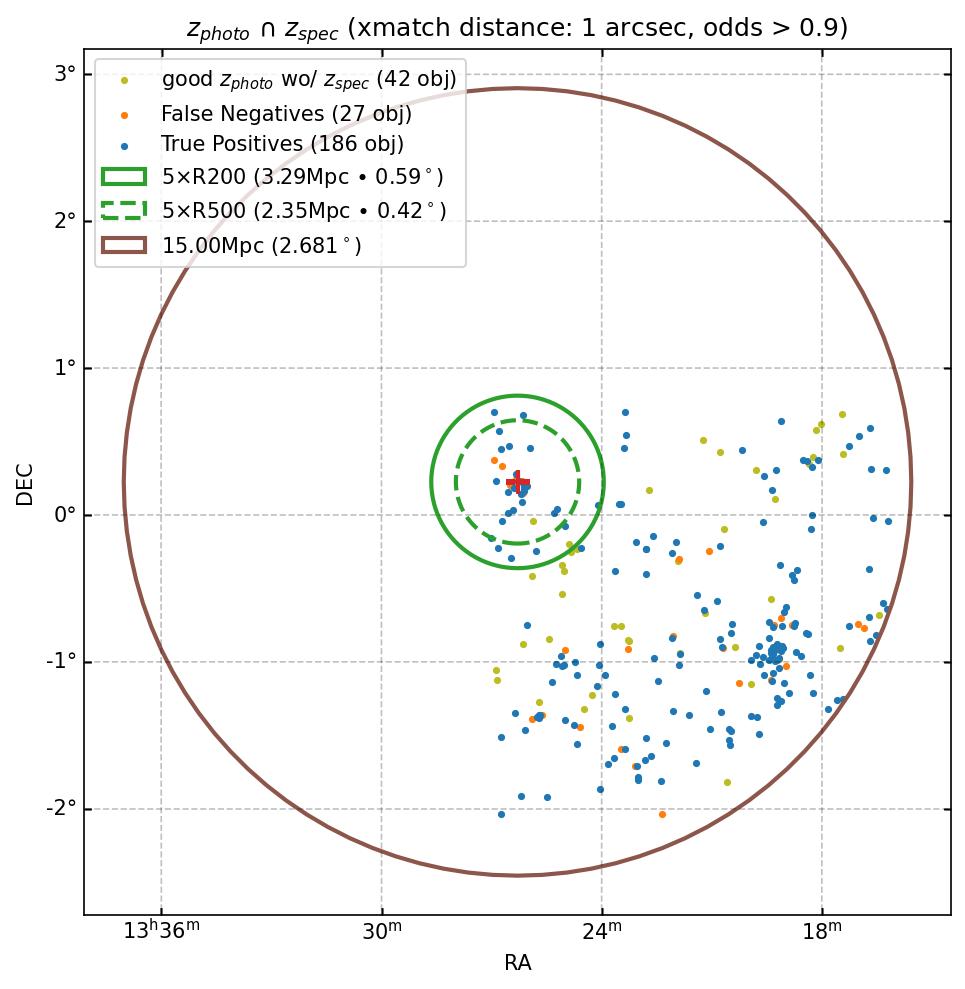 z_photo ∩ z_spec (xmatch distance: 1 arcsec, odds > 0.9)
good z_photo wo/ z_spec (42 obj)
False Negatives (27 obj)
True Positives (186 obj)
5×R200 (3.29Mpc • 0.59°)
5×R500 (2.35Mpc • 0.42°)
15.00Mpc (2.681°)
3°
2°
1°
0°
-1°
-2°
DEC
13h36m 30m 24m 18m
RA